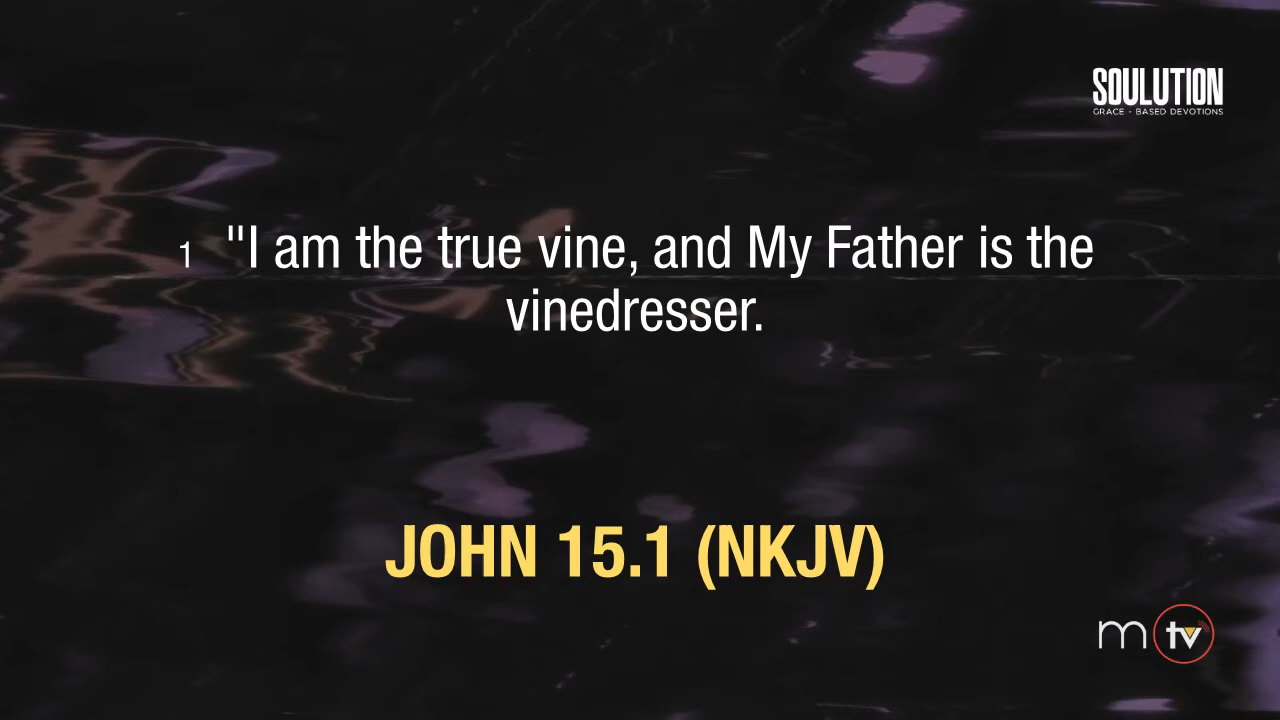 SOULUTION
GRACE - BASED DEVOTIONS
1 "I am the true vine, and My Father is the
vinedresser.
JOHN 15.1 (NKJV)
m tv